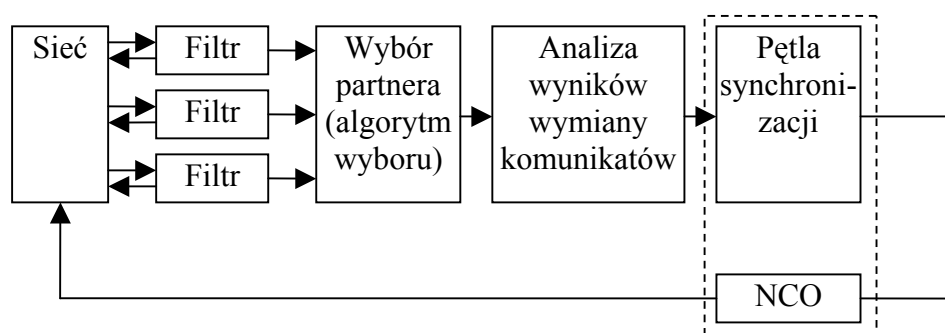 Sieć
Filtr
Filtr
Filtr
Wybór
partnera
(algorytm
wyboru)
Analiza
wyników
wymiany
komunikatów
Pętla
synchroni-
zacji
NCO